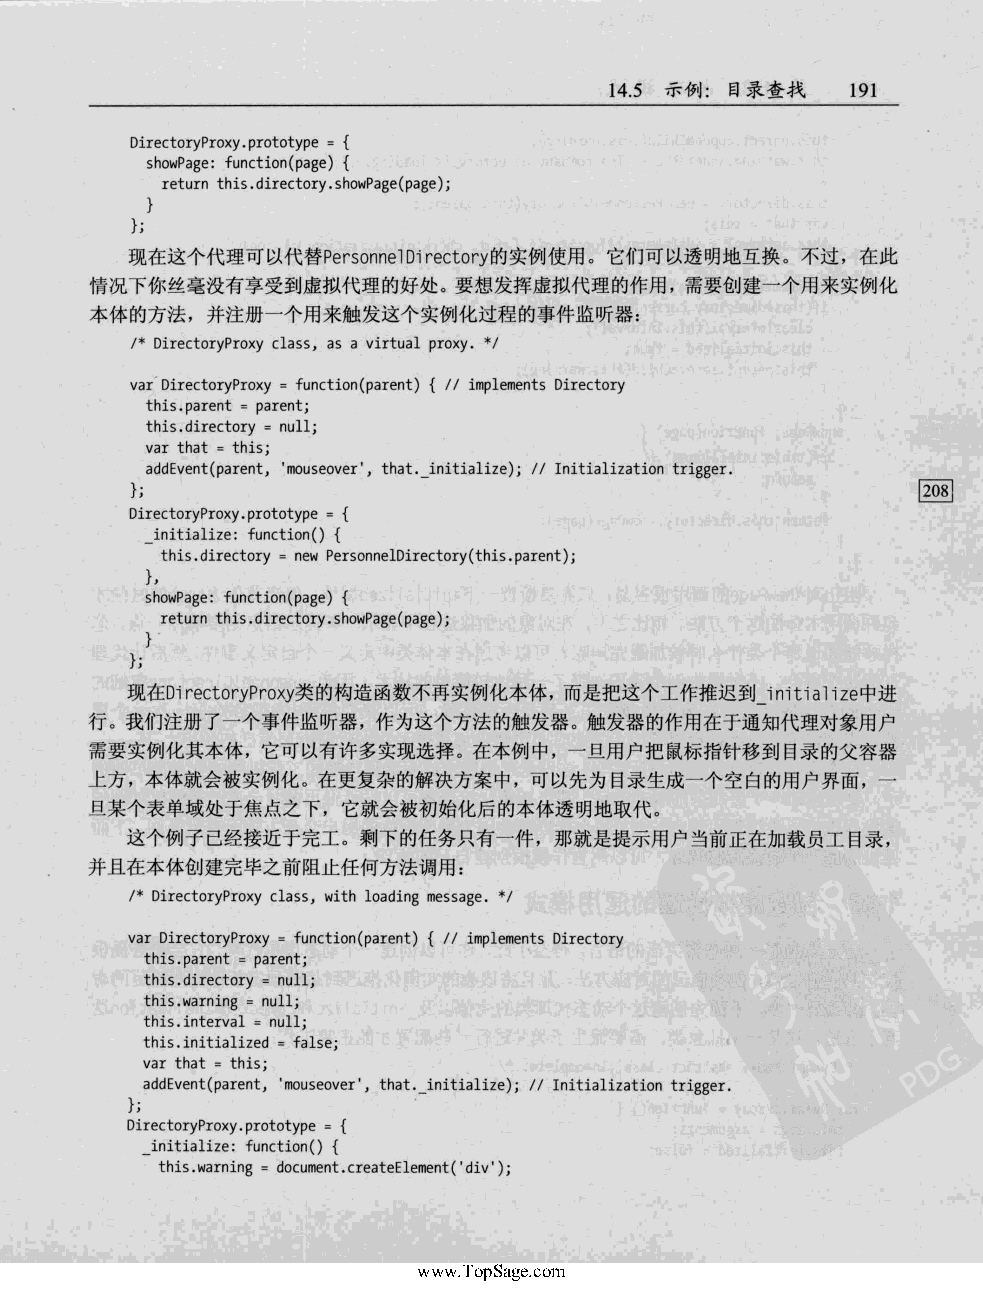 14.5 示例：目录查找 191
DirectoryProxy.prototype = {
showPage: function(page) {
return this.directory.showPage(page);
}
};
现在这个代理可以代替PersonnelDirectory的实例使用。它们可以透明地互换。不过，在此
情况下你丝毫没有享受到虚拟代理的好处。要想发挥虚拟代理的作用，需要创建一个用来实例化
本体的方法，并注册一个用来触发这个实例化过程的事件监听器：
/* DirectoryProxy class, as a virtual proxy. */
var DirectoryProxy = function(parent) { // implements Directory
this.parent = parent;
this.directory = null;
var that = this;
addEvent(parent, 'mouseover', that._initialize); // Initialization trigger.
};
208
DirectoryProxy.prototype = {
_initialize: function() {
this.directory = new PersonnelDirectory(this.parent);
},
showPage: function(page) {
return this.directory.showPage(page);
}
};
现在DirectoryProxy类的构造函数不再实例化本体，而是把这个工作推迟到_initialize中进
行。我们注册了一个事件监听器，作为这个方法的触发器。触发器的作用在于通知代理对象用户
需要实例化其本体，它可以有许多实现选择。在本例中，一旦用户把鼠标指针移到目录的父容器
上方，本体就会被实例化。在更复杂的解决方案中，可以先为目录生成一个空白的用户界面，一
旦某个表单域处于焦点之下，它就会被初始化后的本体透明地取代。
这个例子已经接近于完工。剩下的任务只有一件，那就是提示用户当前正在加载员工目录，
并且在本体创建完毕之前阻止任何方法调用：
/* DirectoryProxy class, with loading message. */
var DirectoryProxy = function(parent) { // implements Directory
this.parent = parent;
this.directory = null;
this.warning = null;
this.interval = null;
this.initialized = false;
var that = this;
addEvent(parent, 'mouseover', that._initialize); // Initialization trigger.
};
DirectoryProxy.prototype = {
_initialize: function() {
this.warning = document.createElement('div');
PDG
www.TopSage.com